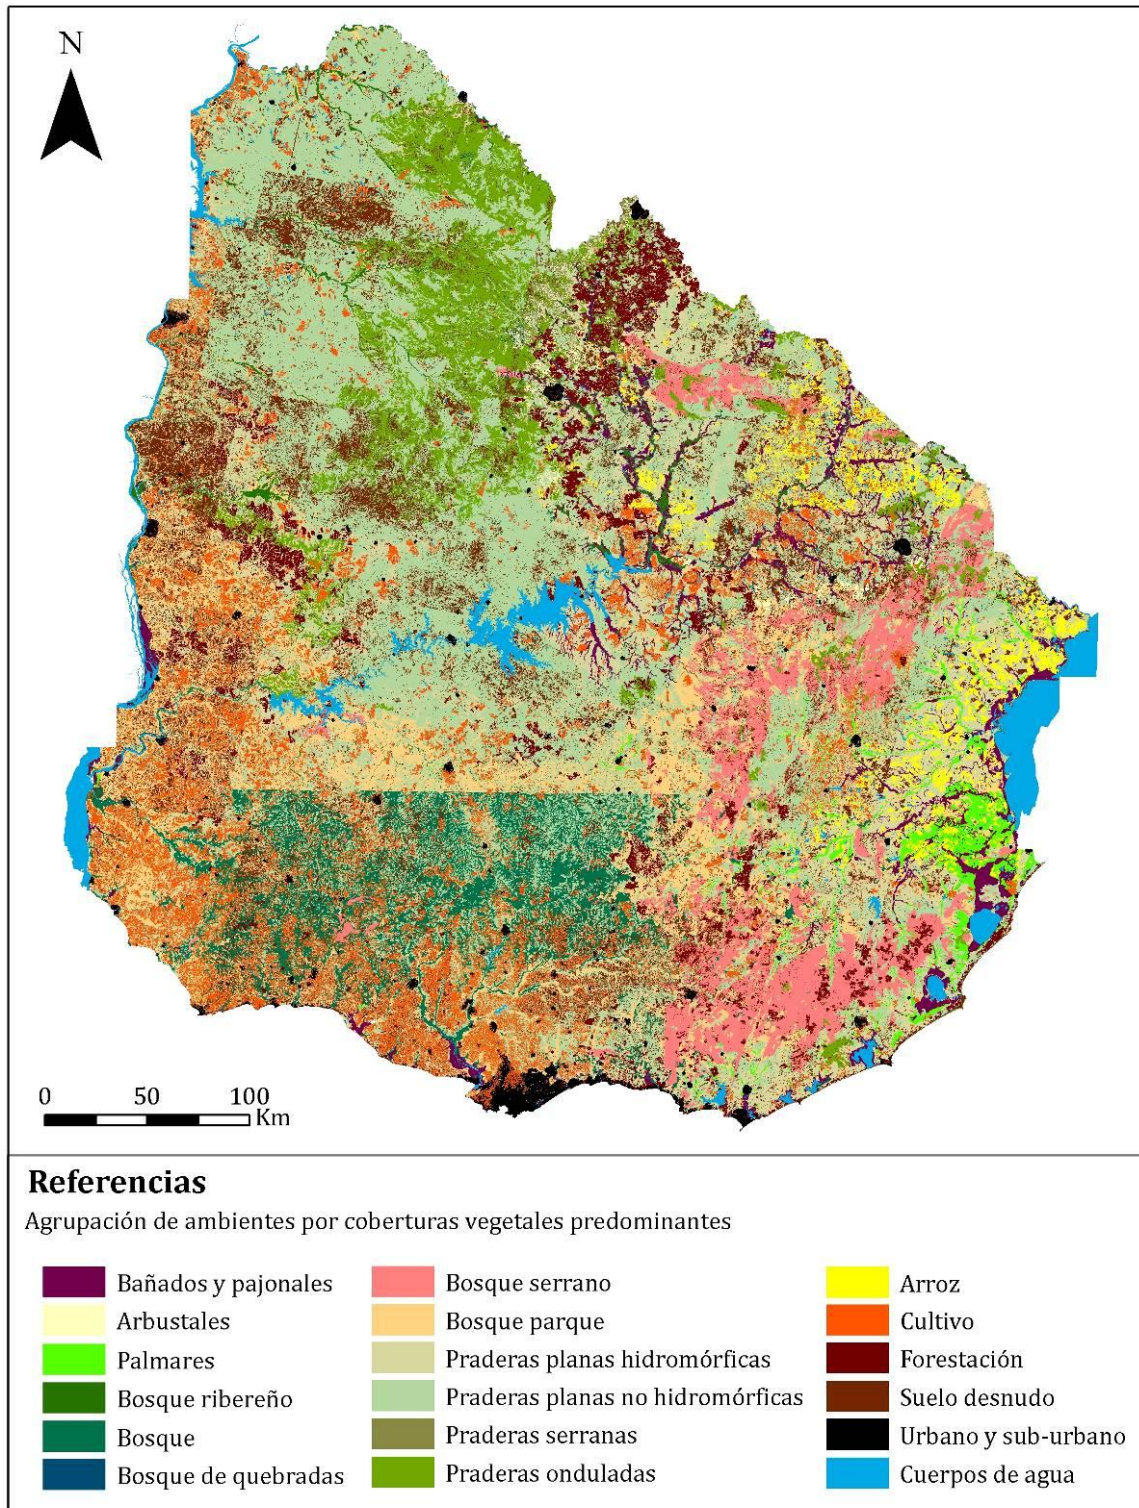 N
0 50 100
Km
Referencias
Agrupación de ambientes por coberturas vegetales predominantes
Bañados y pajonales
Arbustales
Palmares
Bosque ribereño
Bosque
Bosque de quebradas
Bosque serrano
Bosque parque
Praderas planas hidromórficas
Praderas planas no hidromórficas
Praderas serranas
Praderas onduladas
Arroz
Cultivo
Forestación
Suelo desnudo
Urbano y sub-urbano
Cuerpos de agua